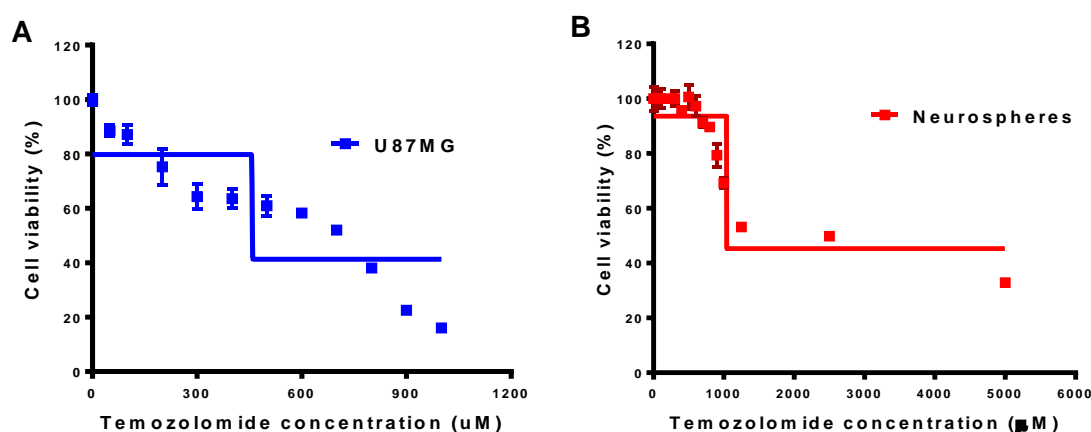 A
120
100
80
60
40
20
0
Cell viability (%)
U87MG
0 300 600 900 1200
Temozolomide concentration (uM)
B
120
100
80
60
40
20
0
Cell viability (%)
Neurospheres
0 1000 2000 3000 4000 5000 6000
Temozolomide concentration (µM)